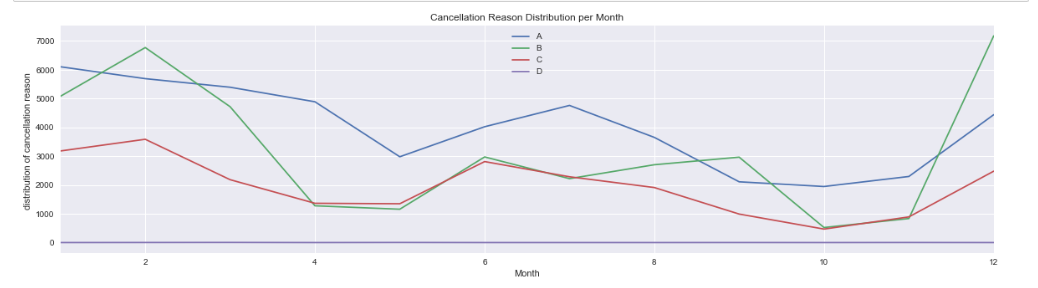 Cancellation Reason Distribution per Month
A
B
C
D
7000
6000
5000
4000
3000
2000
1000
0
distribution of cancellation reason
2
4
6
8
10
12
Month